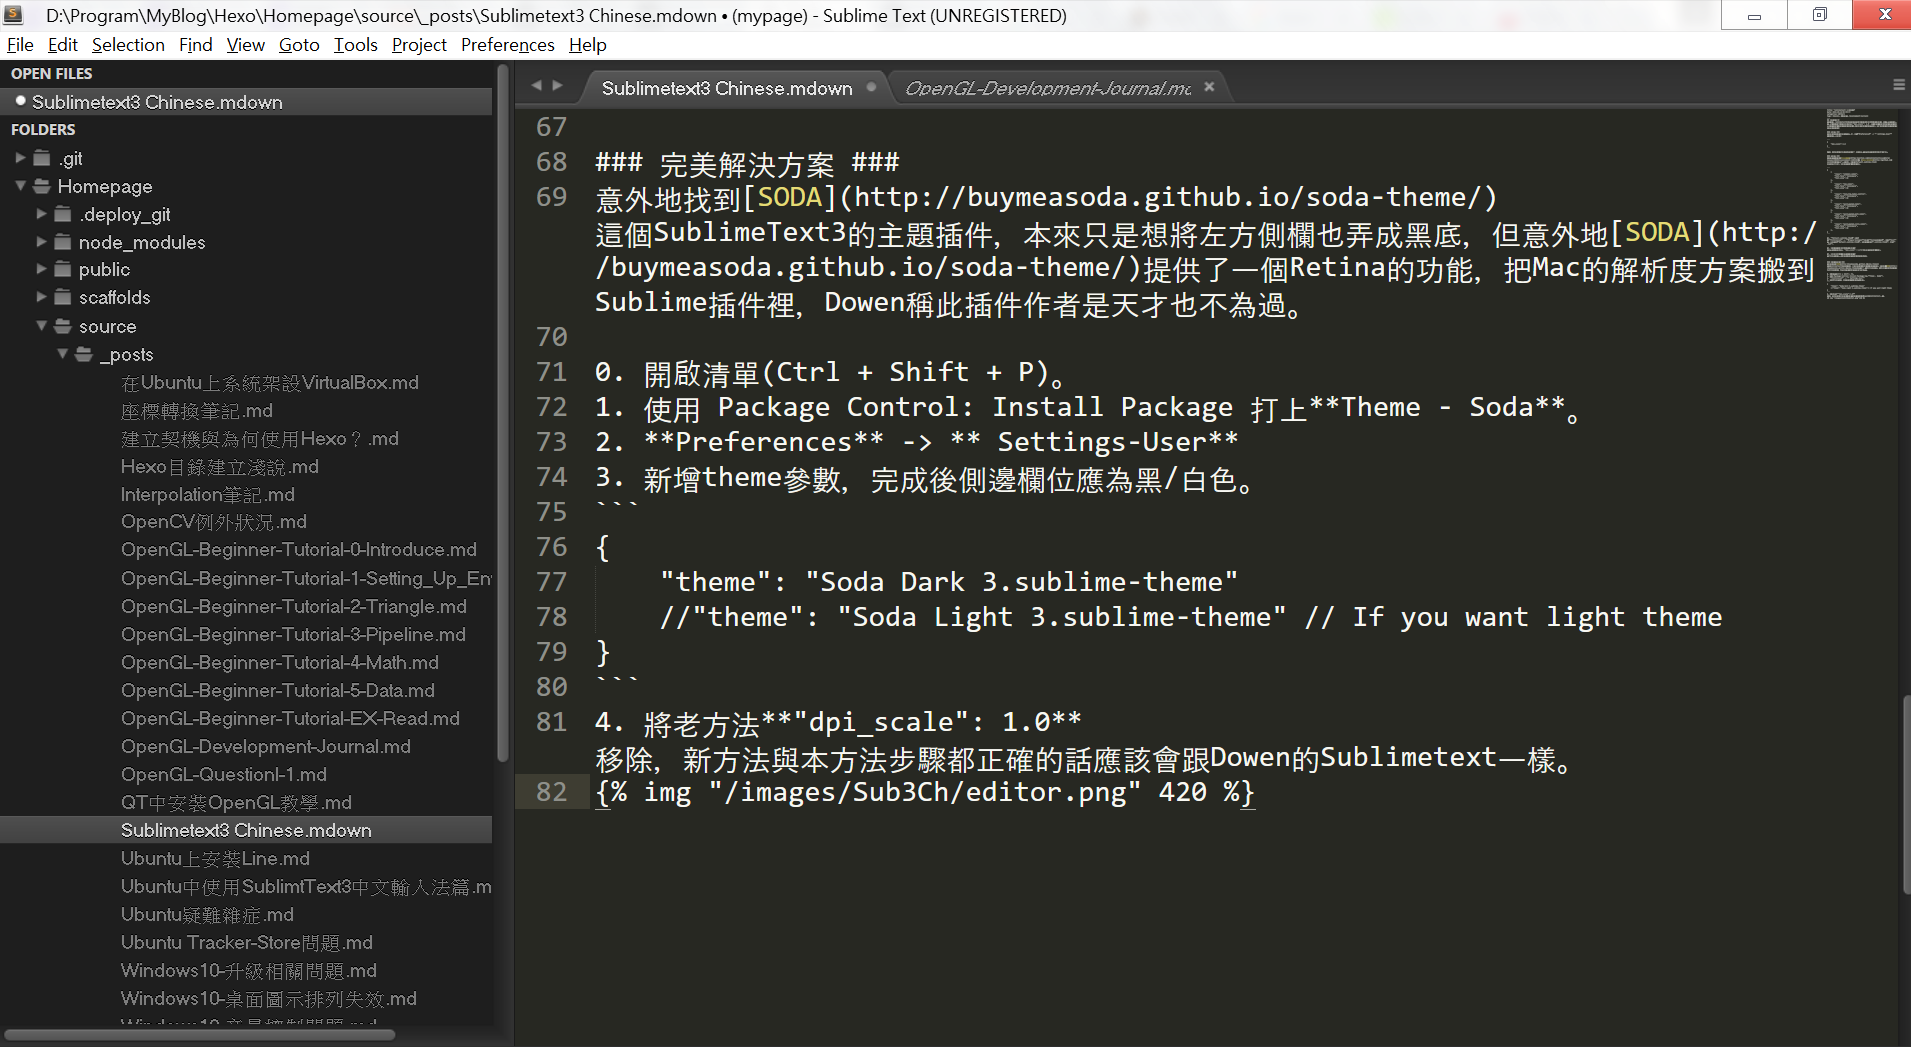 D:\Program\MyBlog\Hexo\Homepage\source\_posts\Sublimetext3 Chinese.mdown • (mypage) - Sublime Text (UNREGISTERED)
File Edit Selection Find View Goto Tools Project Preferences Help
OPEN FILES
Sublimetext3 Chinese.mdown
FOLDERS
.git
Homepage
.deploy_git
node_modules
public
scaffolds
source
_posts
在Ubuntu上系統架設VirtualBox.md
座標轉換筆記.md
建立契機與為何使用Hexo？.md
Hexo目錄建立淺說.md
Interpolation筆記.md
OpenCV例外狀況.md
OpenGL-Beginner-Tutorial-0-Introduce.md
OpenGL-Beginner-Tutorial-1-Setting_Up_En
OpenGL-Beginner-Tutorial-2-Triangle.md
OpenGL-Beginner-Tutorial-3-Pipeline.md
OpenGL-Beginner-Tutorial-4-Math.md
OpenGL-Beginner-Tutorial-5-Data.md
OpenGL-Beginner-Tutorial-EX-Read.md
OpenGL-Development-Journal.md
OpenGL-QuestionI-1.md
QT中安裝OpenGL教學.md
Sublimetext3 Chinese.mdown
Ubuntu上安裝Line.md
Ubuntu中使用SublimtText3中文輸入法篇.m
Ubuntu疑難雜症.md
Ubuntu Tracker-Store問題.md
Windows10-升級相關問題.md
Windows10-桌面圖示排列失效.md
Sublimetext3 Chinese.mdown OpenGL-Development-Journal.mc
67
68 ### 完美解決方案 ###
69 意外地找到[SODA](http://buymeasoda.github.io/soda-theme/)
這個SublimeText3的主題插件，本來只是想將左方側欄也弄成黑底，但意外地[SODA](http:/
/buymeasoda.github.io/soda-theme/)提供了一個Retina的功能，把Mac的解析度方案搬到
Sublime插件裡，Dowen稱此插件作者是天才也不為過。
70
71 0. 開啟清單(Ctrl + Shift + P)。
72 1. 使用 Package Control: Install Package 打上**Theme - Soda**。
73 2. **Preferences** -> ** Settings-User**
74 3. 新增theme參數，完成後側邊欄位應為黑/白色。
75 ```
76 {
77 "theme": "Soda Dark 3.sublime-theme"
78 //"theme": "Soda Light 3.sublime-theme" // If you want light theme
79 }
80 ```
81 4. 將老方法**"dpi_scale": 1.0**
移除，新方法與本方法步驟都正確的話應該會跟Dowen的Sublimetext一樣。
82 {% img "/images/Sub3Ch/editor.png" 420 %}